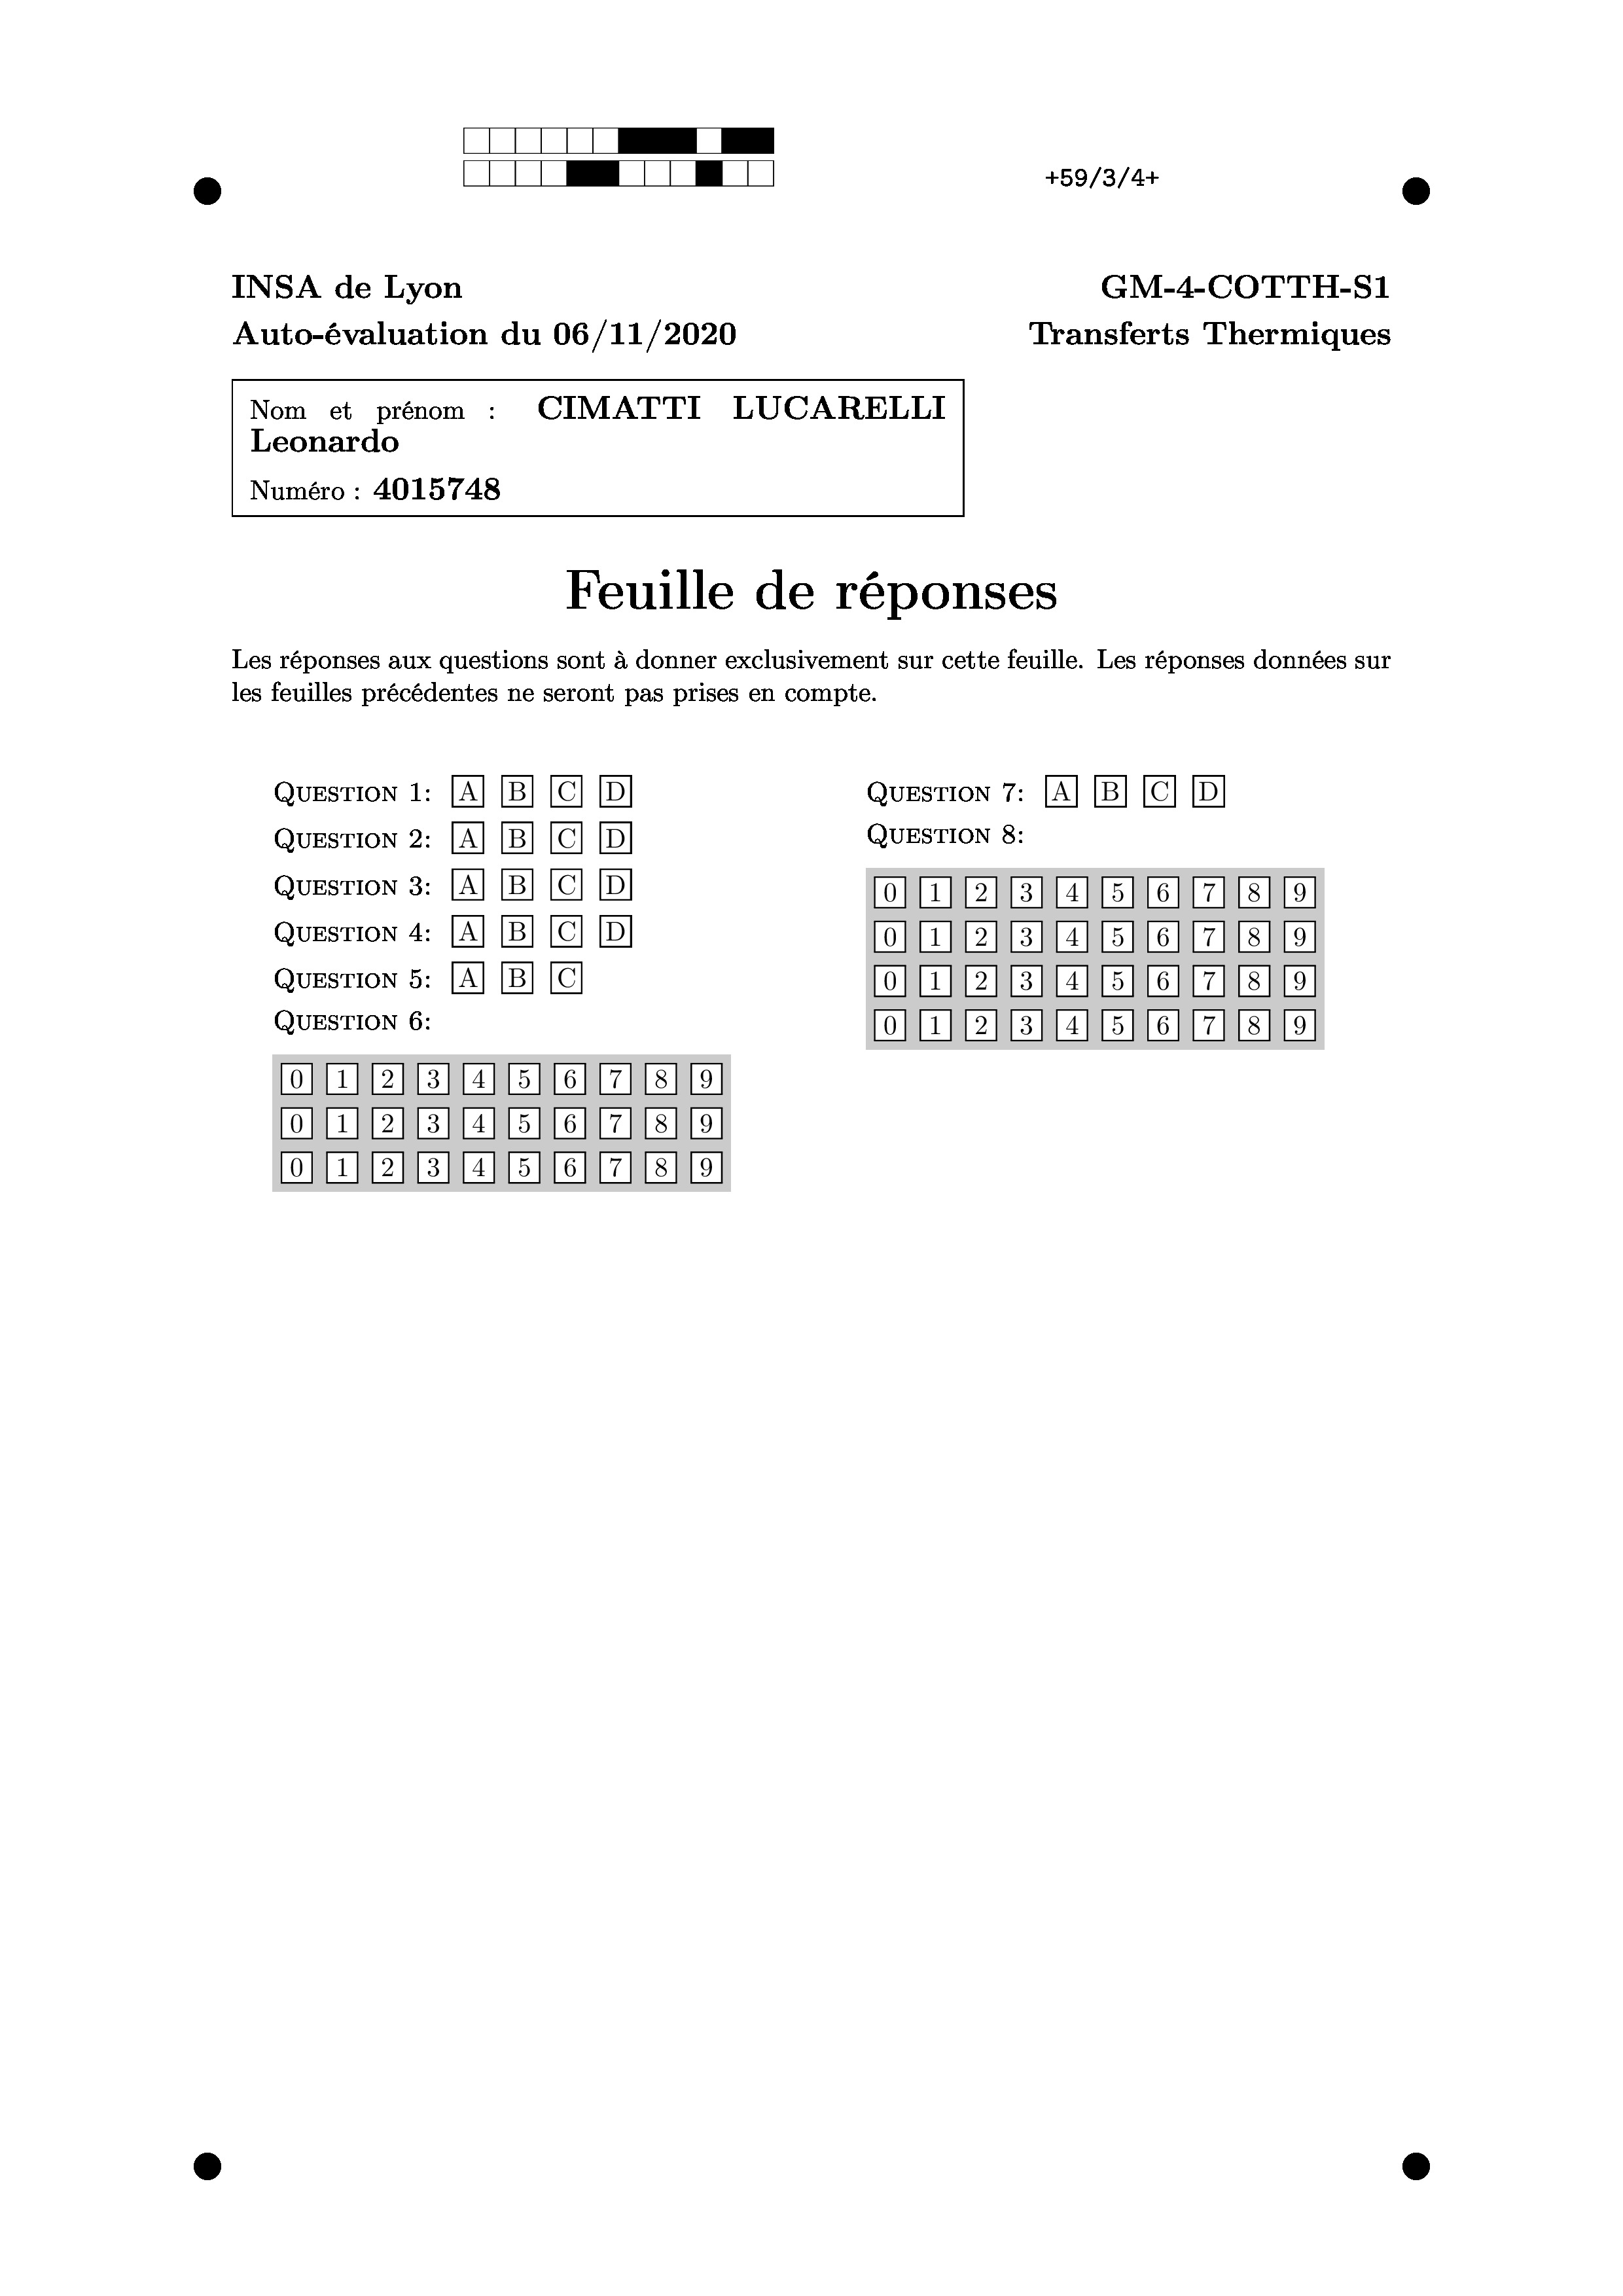 +59/3/4+
INSA de Lyon GM-4-COTTH-S1
Auto-évaluation du 06/11/2020 Transferts Thermiques
Nom et prénom : CIMATTI LUCARELLI
Leonardo
Numéro : 4015748
Feuille de réponses
Les réponses aux questions sont à donner exclusivement sur cette feuille. Les réponses données sur
les feuilles précédentes ne seront pas prises en compte.
QUESTION 1: A B C D
QUESTION 2: A B C D
QUESTION 3: A B C D
QUESTION 4: A B C D
QUESTION 5: A B C
QUESTION 6:
0 1 2 3 4 5 6 7 8 9
0 1 2 3 4 5 6 7 8 9
0 1 2 3 4 5 6 7 8 9
QUESTION 7: A B C D
QUESTION 8:
0 1 2 3 4 5 6 7 8 9
0 1 2 3 4 5 6 7 8 9
0 1 2 3 4 5 6 7 8 9
0 1 2 3 4 5 6 7 8 9